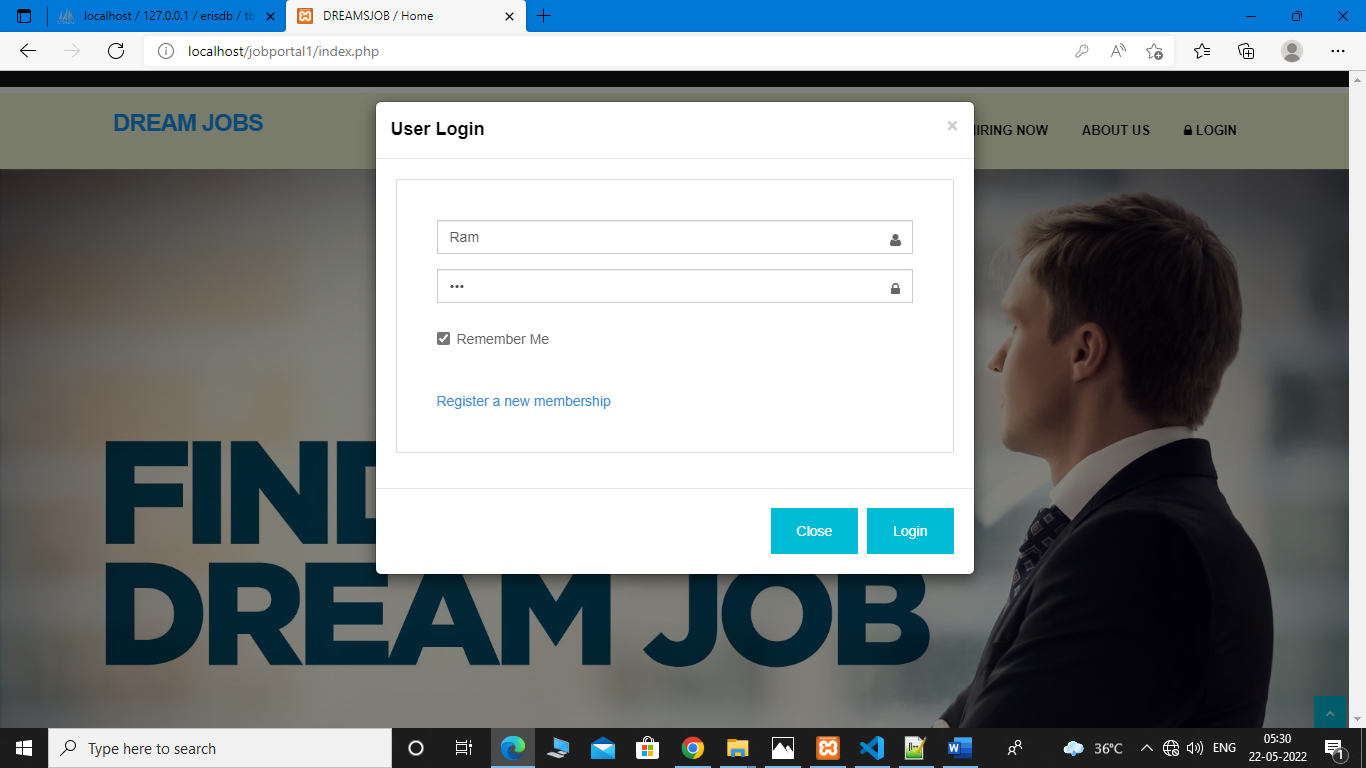 localhost / 127.0.0.1 / erisdb / tb
DREAMSJOB / Home
localhost/jobportal1/index.php
DREAM JOBS
HIRING NOW
ABOUT US
LOGIN
User Login
×
Ram
•••
Remember Me
Register a new membership
Close
Login
FIND
DREAM JOB
Type here to search
36°C
ENG
05:30
22-05-2022
1